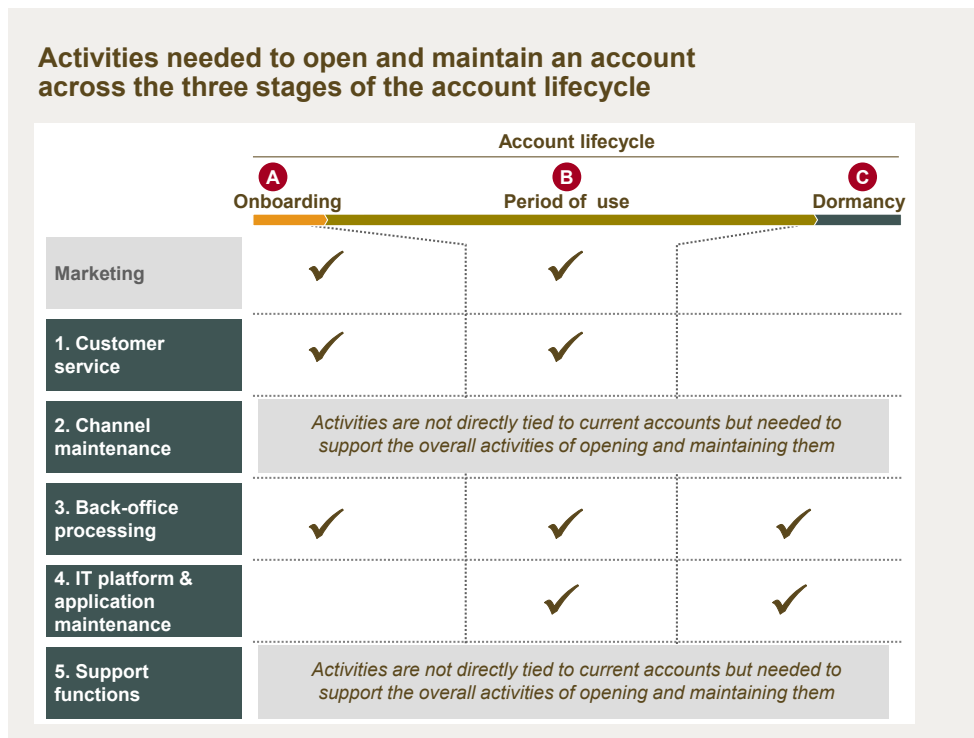 Activities needed to open and maintain an account
across the three stages of the account lifecycle
Account lifecycle
A
B
C
Onboarding
Period of use
Dormancy
Marketing
1. Customer
service
2. Channel
maintenance
Activities are not directly tied to current accounts but needed to
support the overall activities of opening and maintaining them
3. Back-office
processing
4. IT platform &
application
maintenance
5. Support
functions
Activities are not directly tied to current accounts but needed to
support the overall activities of opening and maintaining them